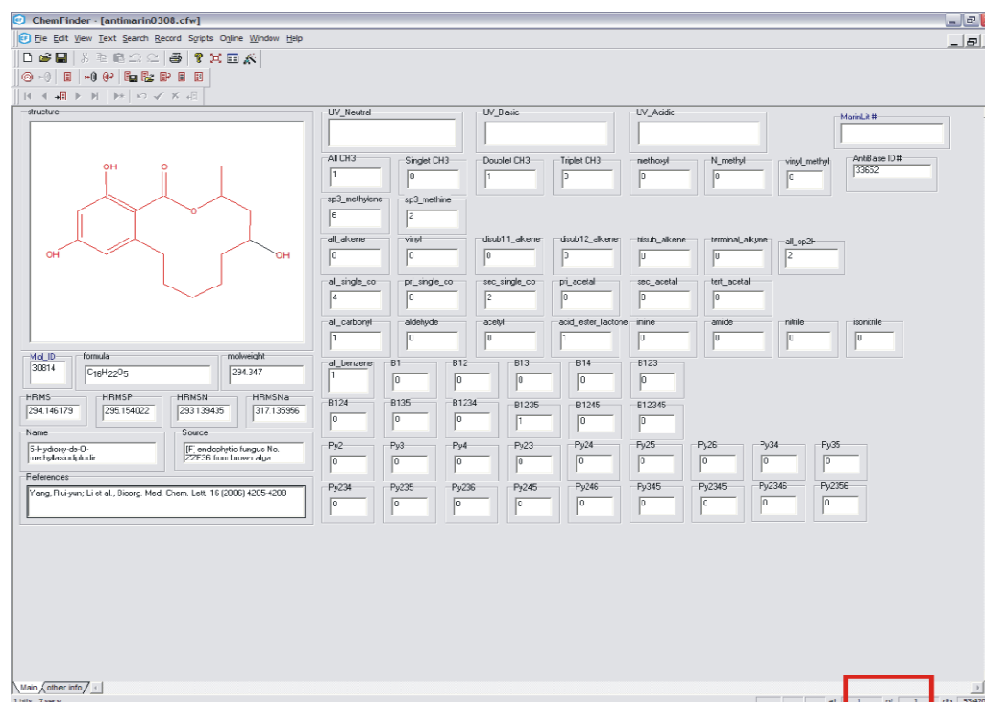 ChemFinder - [antimarin0308.cfw]
File Edit View Text Search Record Scripts Online Window Help
structure
UV_Neutral UV_Basic UV_Acidic MarinLit #
OH O
O
OH OH
All CH3 Singlet CH3 Doublet CH3 Triplet CH3 methoxyl N_methyl vinyl_methyl AntiBase ID#
1 0 1 0 0 0 0 33652
sp3_methylene sp3_methine
6 2
all_alkene vinyl disub11_alkene disub12_alkene trisub_alkene terminal_alkyne all_sp2h
0 0 0 0 0 0 2
al_single_co pr_single_co sec_single_co pri_acetal sec_acetal tert_acetal
4 0 2 0 0 0
al_carbonyl aldehyde acetyl acid_ester_lactone imine amide nitrile isonitrile
1 0 0 1 0 0 0 0
Mol_ID formula molweight
30814 C16H22O5 294.347
al_benzene B1 B12 B13 B14 B123
1 0 0 0 0 0
HRMS HRMSP HRMSN HRMSNa
294.146179 295.154022 293.139435 317.135956
B124 B135 B1234 B1235 B1245 B12345
0 0 0 1 0 0
Name Source
[F] endophytic fungus No.
from brown alga
Py2 Py3 Py4 Py23 Py24 Py25 Py26 Py34 Py35
0 0 0 0 0 0 0 0 0
References
Yang, Rui-yun; Li et al., Bioorg. Med. Chem. Lett. 16 (2006) 4205-4208
Py234 Py235 Py236 Py245 Py246 Py345 Py2345 Py2346 Py2356
0 0 0 0 0 0 0 0 0
Main other info